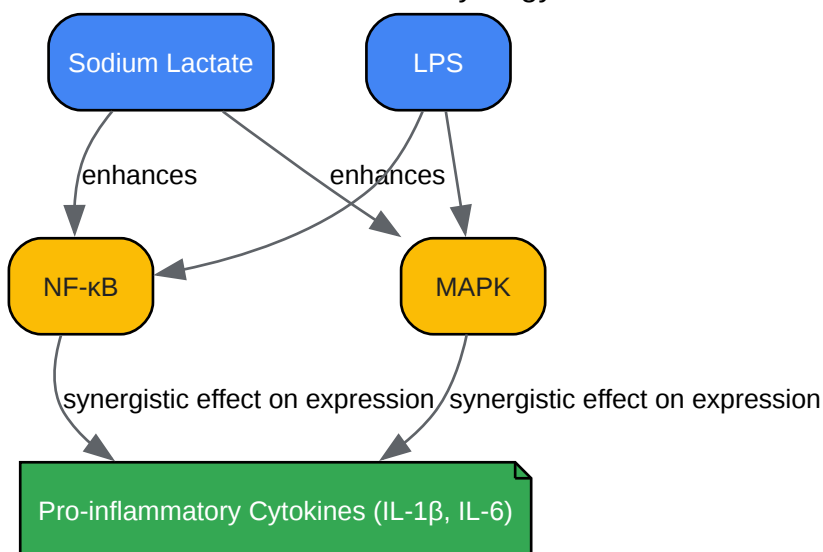 Sodium Lactate
LPS
enhances
enhances
NF-κB
MAPK
synergistic effect on expression
synergistic effect on expression
Pro-inflammatory Cytokines (IL-1β, IL-6)